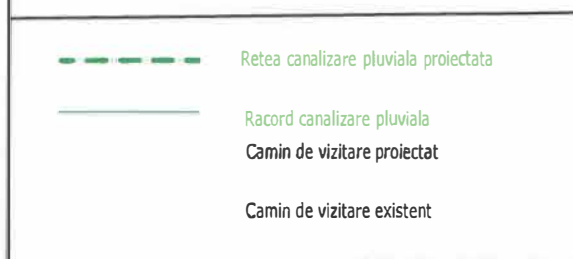 Retea canalizare pluviala proiectata
Racord canalizare pluviala
Camin de vizitare proiectat
Camin de vizitare existent